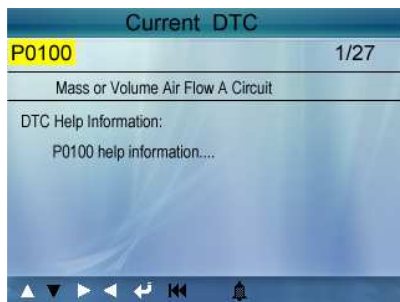 Current DTC
P0100 1/27
Mass or Volume Air Flow A Circuit
DTC Help Information:
P0100 help information....